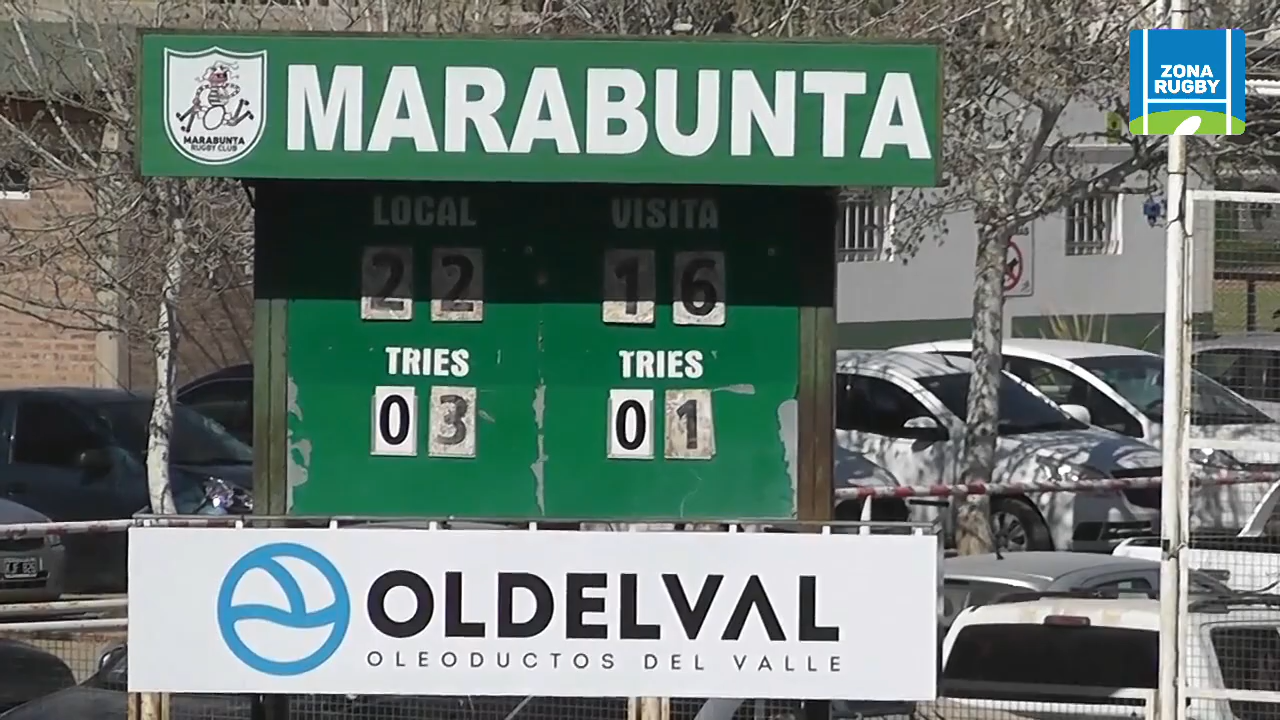 MARABUNTA
MARABUNTA
RUGBY CLUB
ZONA
RUGBY
LOCAL VISITA
22 16
TRIES TRIES
03 01
OLDELVAL
OLEODUCTOS DEL VALLE